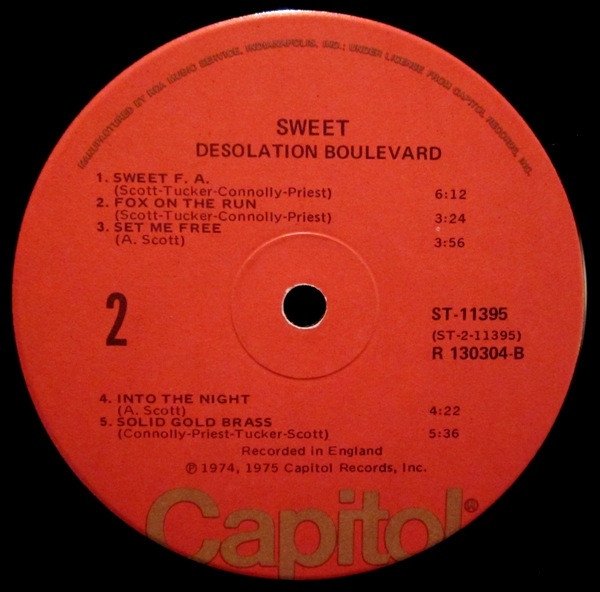 MANUFACTURED BY RCA MUSIC SERVICE, INDIANAPOLIS, IND.; UNDER LICENSE FROM CAPITOL RECORDS, INC.
SWEET
DESOLATION BOULEVARD
1. SWEET F. A.
(Scott-Tucker-Connolly-Priest) 6:12
2. FOX ON THE RUN
(Scott-Tucker-Connolly-Priest) 3:24
3. SET ME FREE
(A. Scott) 3:56
2
ST-11395
(ST-2-11395)
R 130304-B
4. INTO THE NIGHT
(A. Scott) 4:22
5. SOLID GOLD BRASS
(Connolly-Priest-Tucker-Scott) 5:36
Recorded in England
℗ 1974, 1975 Capitol Records, Inc.
Capitol®